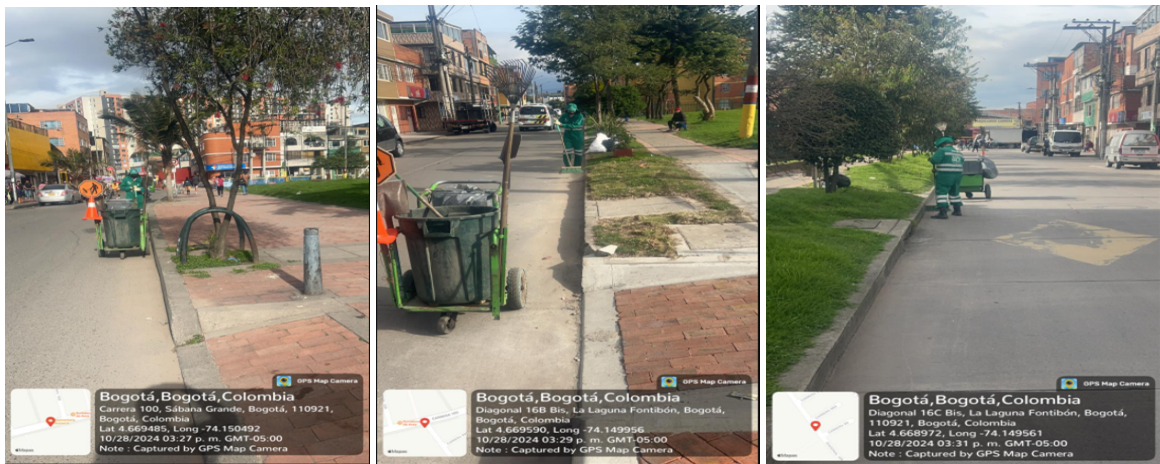 GPS Map Camera
Bogotá,Bogotá,Colombia
Carrera 100, Sábana Grande, Bogotá, 110921,
Bogotá, Colombia
Lat 4.669485, Long -74.150492
10/28/2024 03:27 p. m. GMT-05:00
Note : Captured by GPS Map Camera
GPS Map Camera
Bogotá,Bogotá,Colombia
Diagonal 16B Bis, La Laguna Fontibón, Bogotá,
Bogotá, Colombia
Lat 4.669590, Long -74.149956
10/28/2024 03:29 p. m. GMT-05:00
Note : Captured by GPS Map Camera
GPS Map Camera
Bogotá,Bogotá,Colombia
Diagonal 16C Bis, La Laguna Fontibón, Bogotá,
110921, Bogotá, Colombia
Lat 4.668972, Long -74.149561
10/28/2024 03:31 p. m. GMT-05:00
Note : Captured by GPS Map Camera